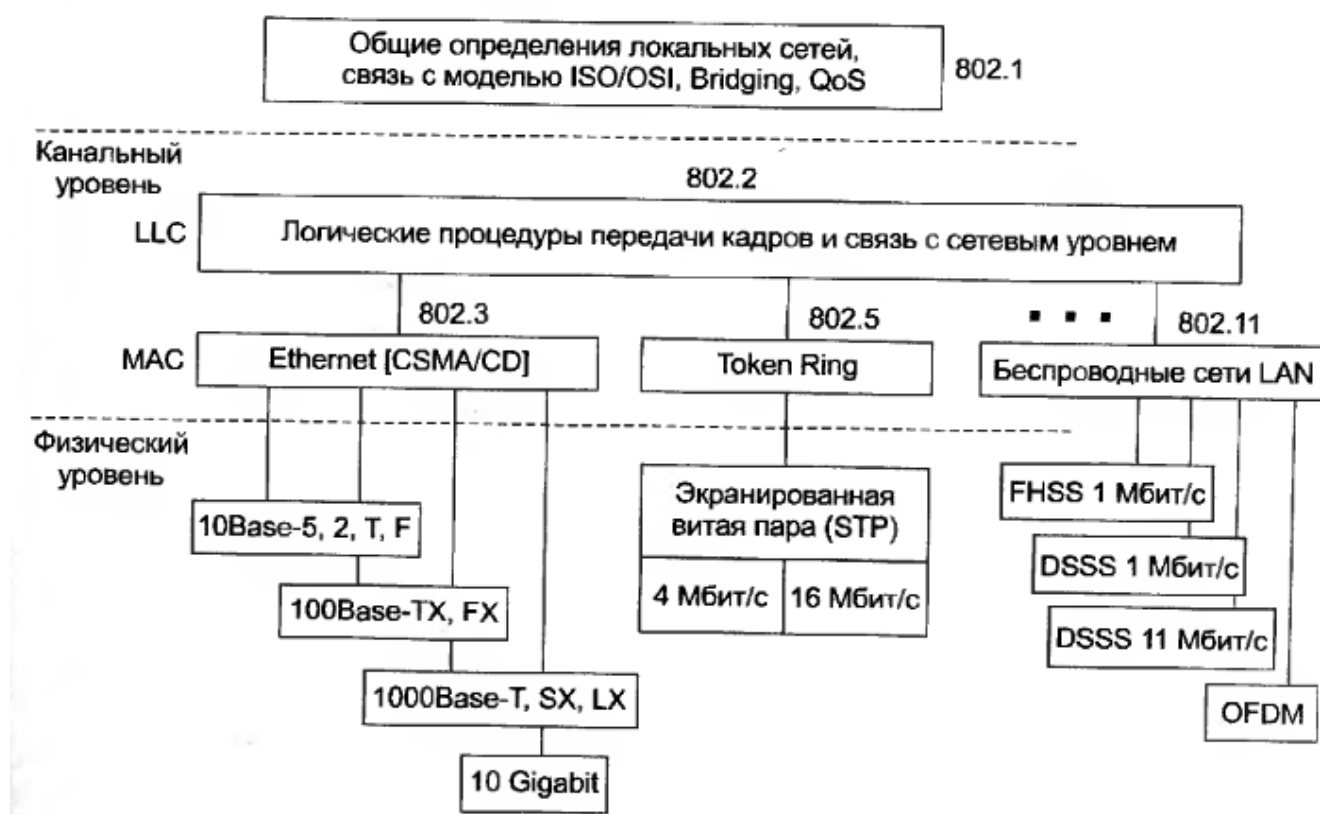 Общие определения локальных сетей,
связь с моделью ISO/OSI, Bridging, QoS
802.1
Канальный
уровень
802.2
LLC
Логические процедуры передачи кадров и связь с сетевым уровнем
802.3
802.5
. . .
802.11
MAC
Ethernet [CSMA/CD]
Token Ring
Беспроводные сети LAN
Физический
уровень
10Base-5, 2, T, F
100Base-TX, FX
1000Base-T, SX, LX
10 Gigabit
Экранированная
витая пара (STP)
4 Мбит/с
16 Мбит/с
FHSS 1 Мбит/с
DSSS 1 Мбит/с
DSSS 11 Мбит/с
OFDM